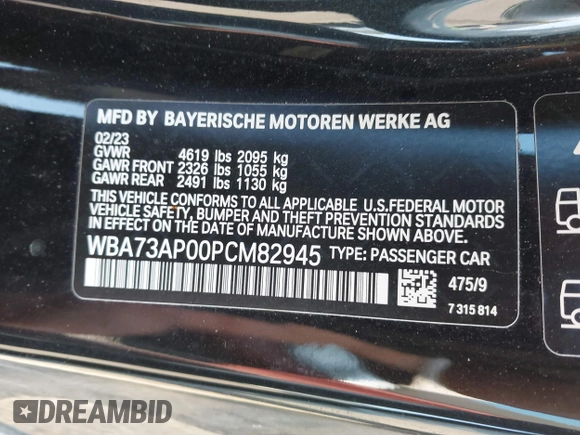 MFD BY BAYERISCHE MOTOREN WERKE AG
02/23
GVWR 4619 lbs 2095 kg
GAWR FRONT 2326 lbs 1055 kg
GAWR REAR 2491 lbs 1130 kg
THIS VEHICLE CONFORMS TO ALL APPLICABLE U.S.FEDERAL MOTOR
VEHICLE SAFETY, BUMPER AND THEFT PREVENTION STANDARDS
IN EFFECT ON THE DATE OF MANUFACTURE SHOWN ABOVE.
WBA73AP00PCM82945 TYPE: PASSENGER CAR
475/9
7 315 814
DREAMBID